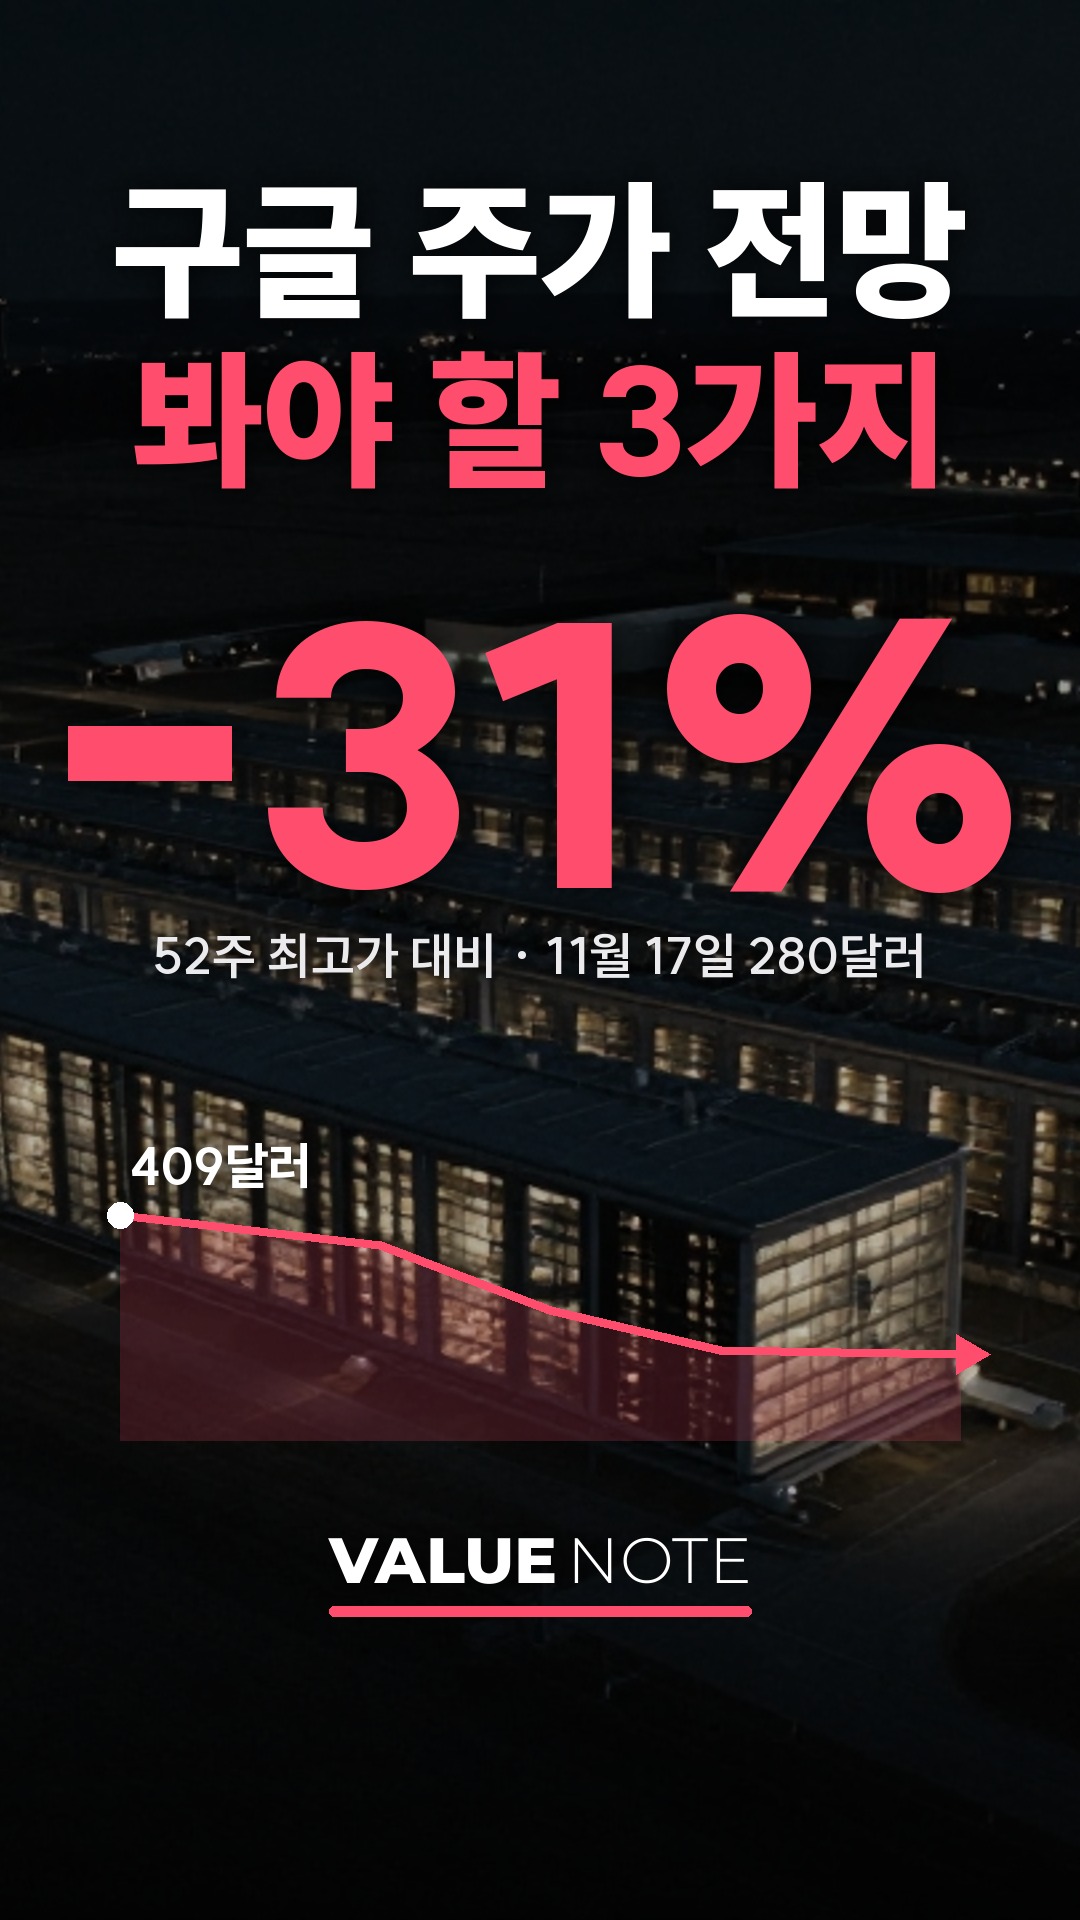 구글 주가 전망
봐야 할 3가지
-31%
52주 최고가 대비 · 11월 17일 280달러
409달러
VALUE NOTE